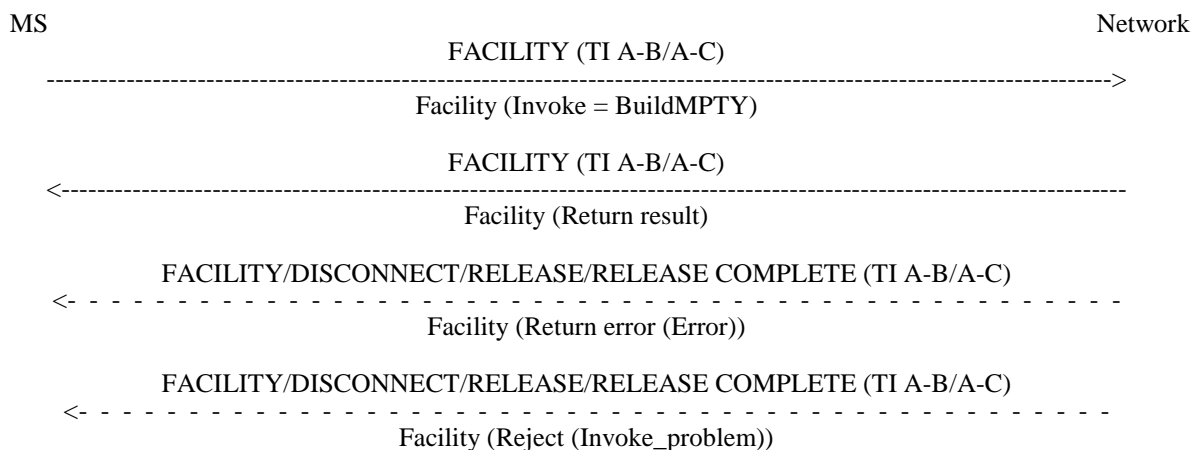 MS Network
FACILITY (TI A-B/A-C)
Facility (Invoke = BuildMPTY)
FACILITY (TI A-B/A-C)
Facility (Return result)
FACILITY/DISCONNECT/RELEASE/RELEASE COMPLETE (TI A-B/A-C)
Facility (Return error (Error))
FACILITY/DISCONNECT/RELEASE/RELEASE COMPLETE (TI A-B/A-C)
Facility (Reject (Invoke_problem))